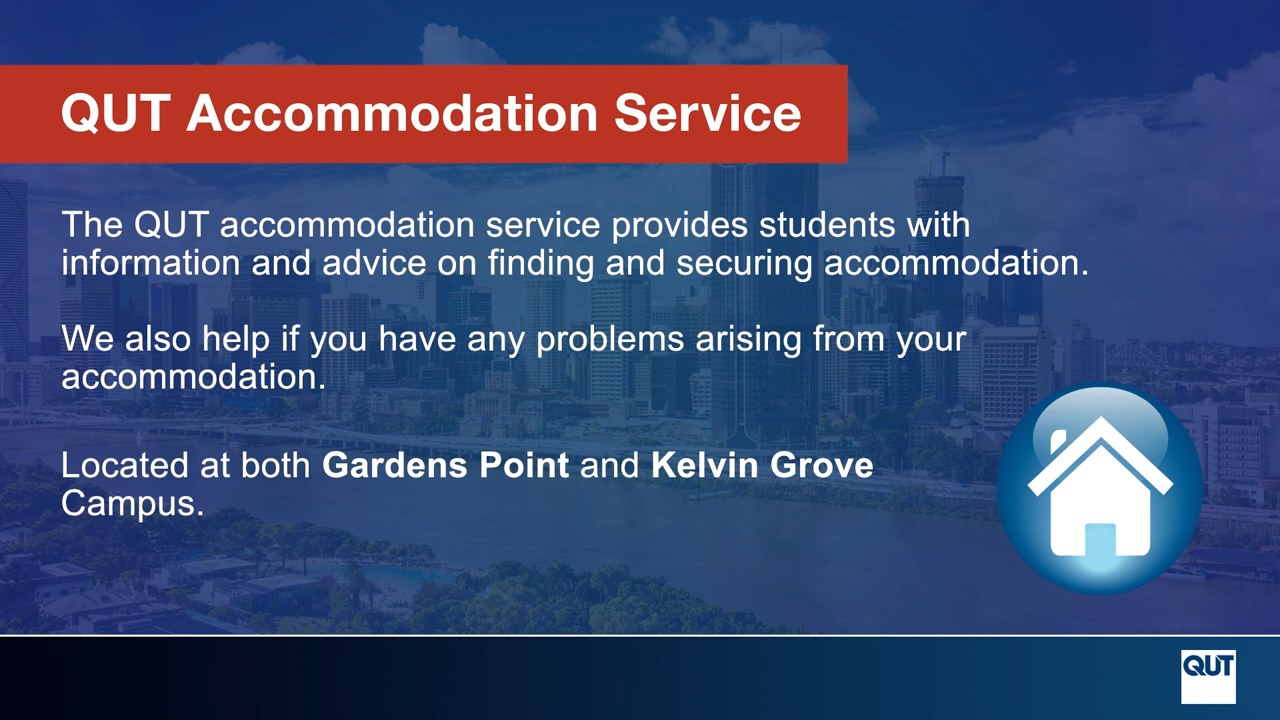 QUT Accommodation Service
The QUT accommodation service provides students with
information and advice on finding and securing accommodation.
We also help if you have any problems arising from your
accommodation.
Located at both Gardens Point and Kelvin Grove
Campus.
QUT